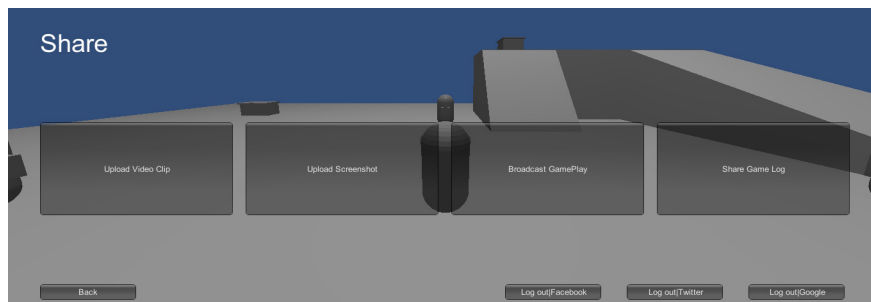 Share
Upload Video Clip
Upload Screenshot
Broadcast GamePlay
Share Game Log
Back
Log out|Facebook
Log out|Twitter
Log out|Google